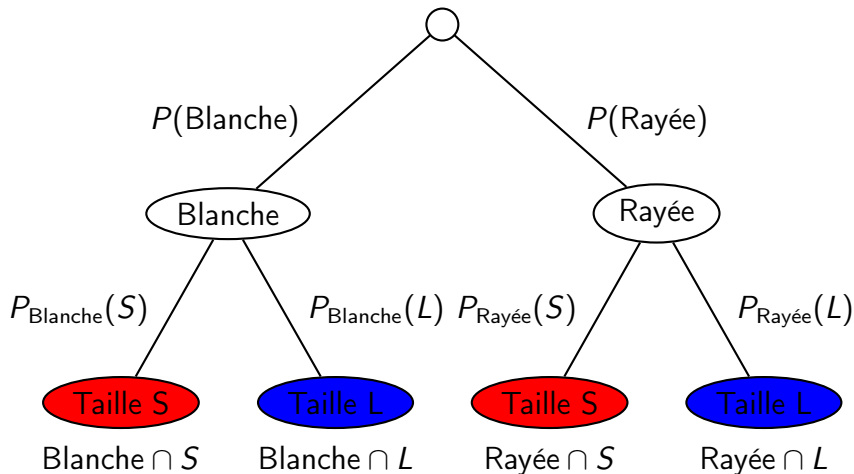 P(Blanche) P(Rayée)
Blanche Rayée
P_Blanche(S) P_Blanche(L) P_Rayée(S) P_Rayée(L)
Taille S Taille L Taille S Taille L
Blanche ∩ S Blanche ∩ L Rayée ∩ S Rayée ∩ L